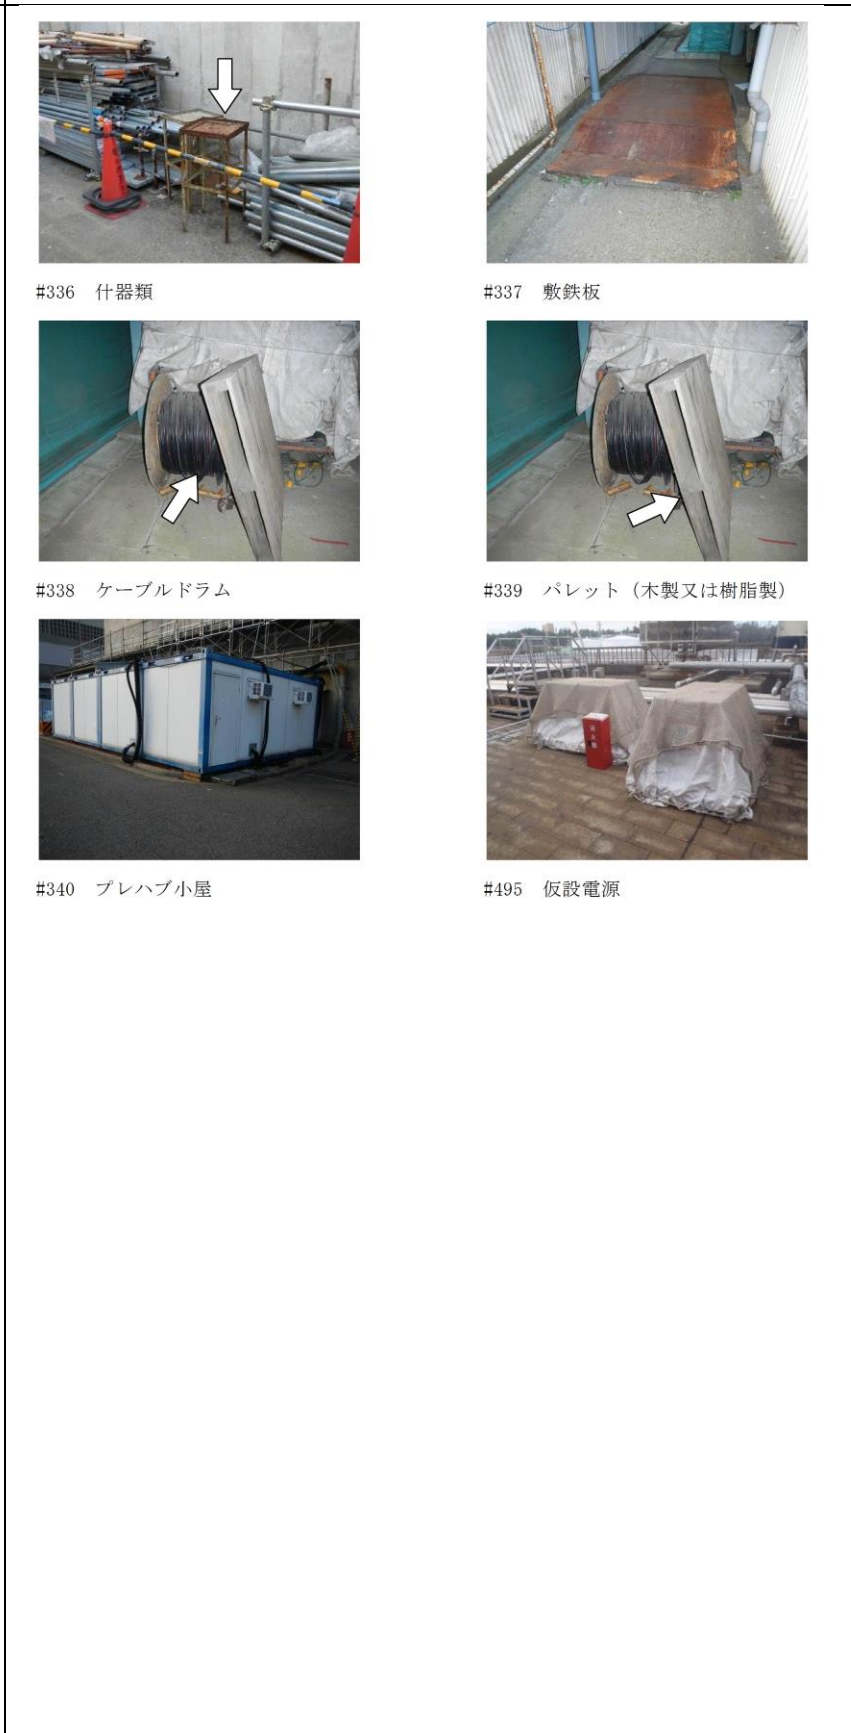 #336 什器類
#337 敷鉄板
#338 ケーブルドラム
#339 パレット（木製又は樹脂製）
#340 プレハブ小屋
#495 仮設電源